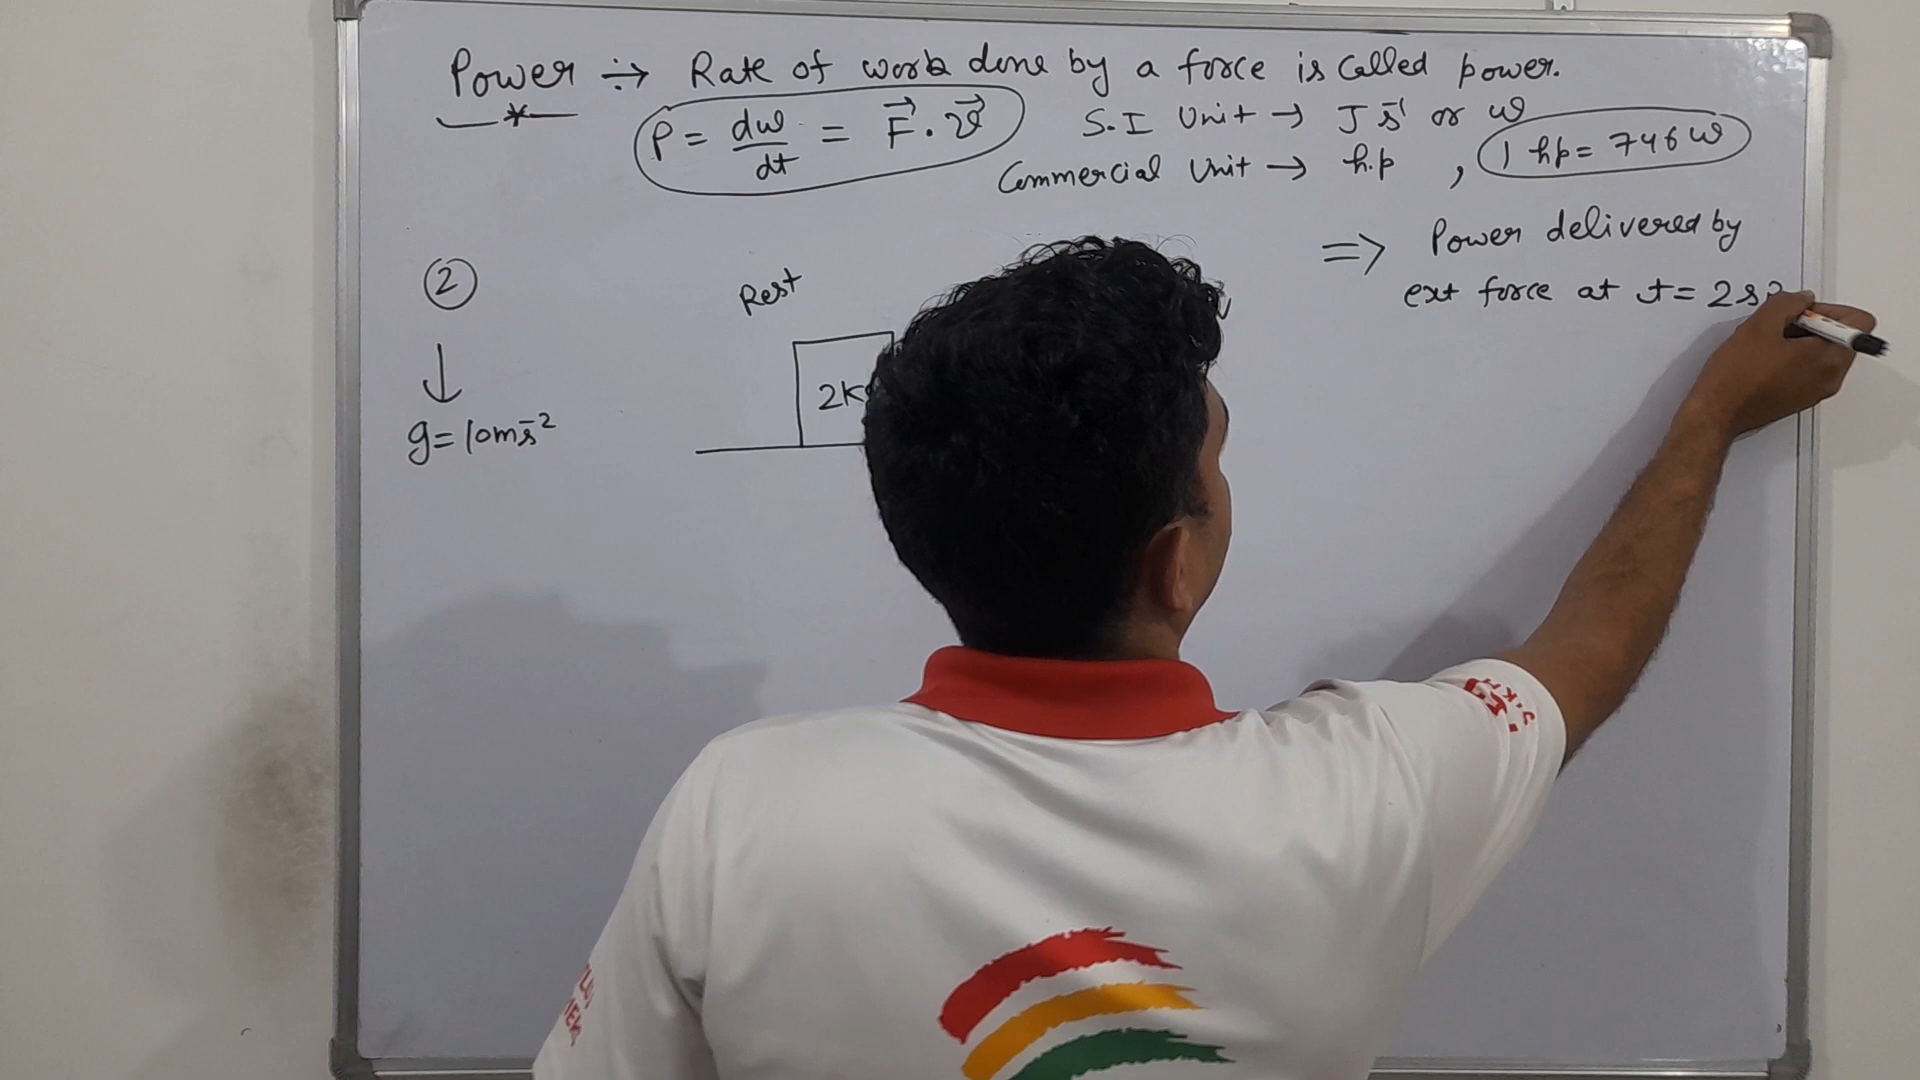 Power ÷→ Rate of work done by a force is called power.
P = dw/dt = F⃗ . v⃗
S.I Unit → J s⁻¹ or W
Commercial Unit → h.p , 1 hp = 746 W
②
Rest
⇒ Power delivered by
ext force at t = 2s?
2K
g = 10ms⁻²